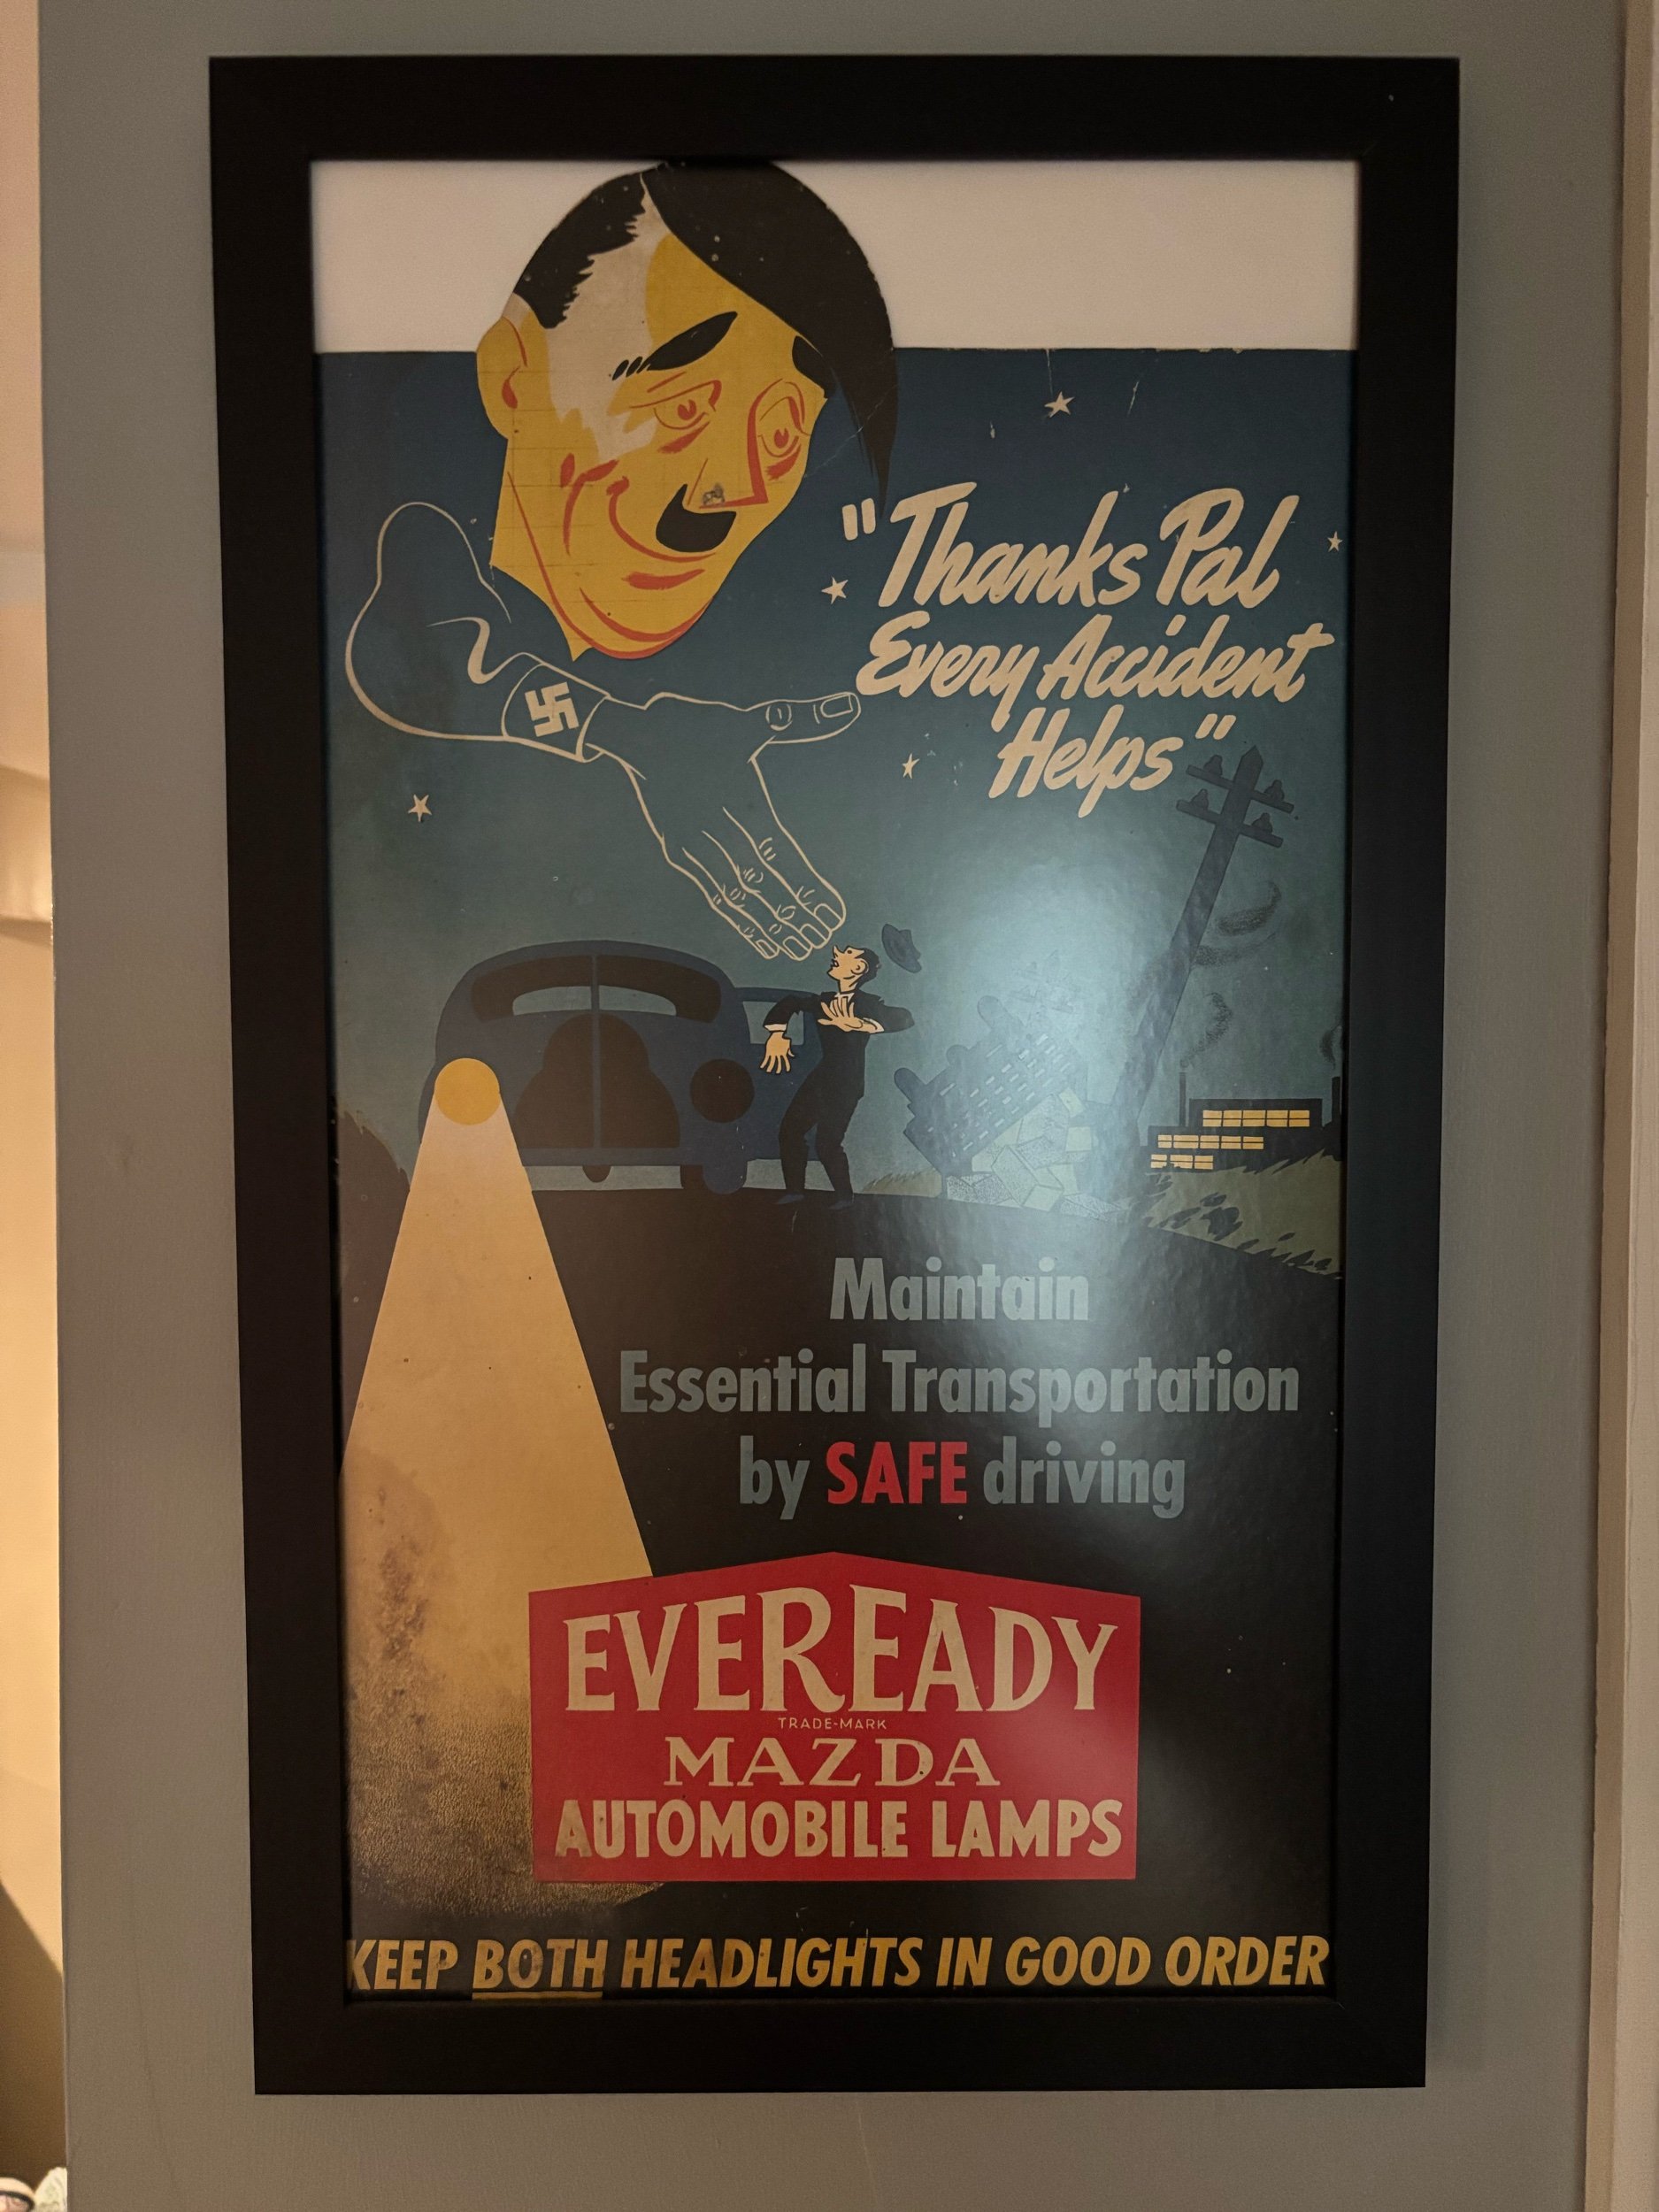 "Thanks Pal
Every Accident
Helps"
Maintain
Essential Transportation
by SAFE driving
EVEREADY
TRADE-MARK
MAZDA
AUTOMOBILE LAMPS
KEEP BOTH HEADLIGHTS IN GOOD ORDER